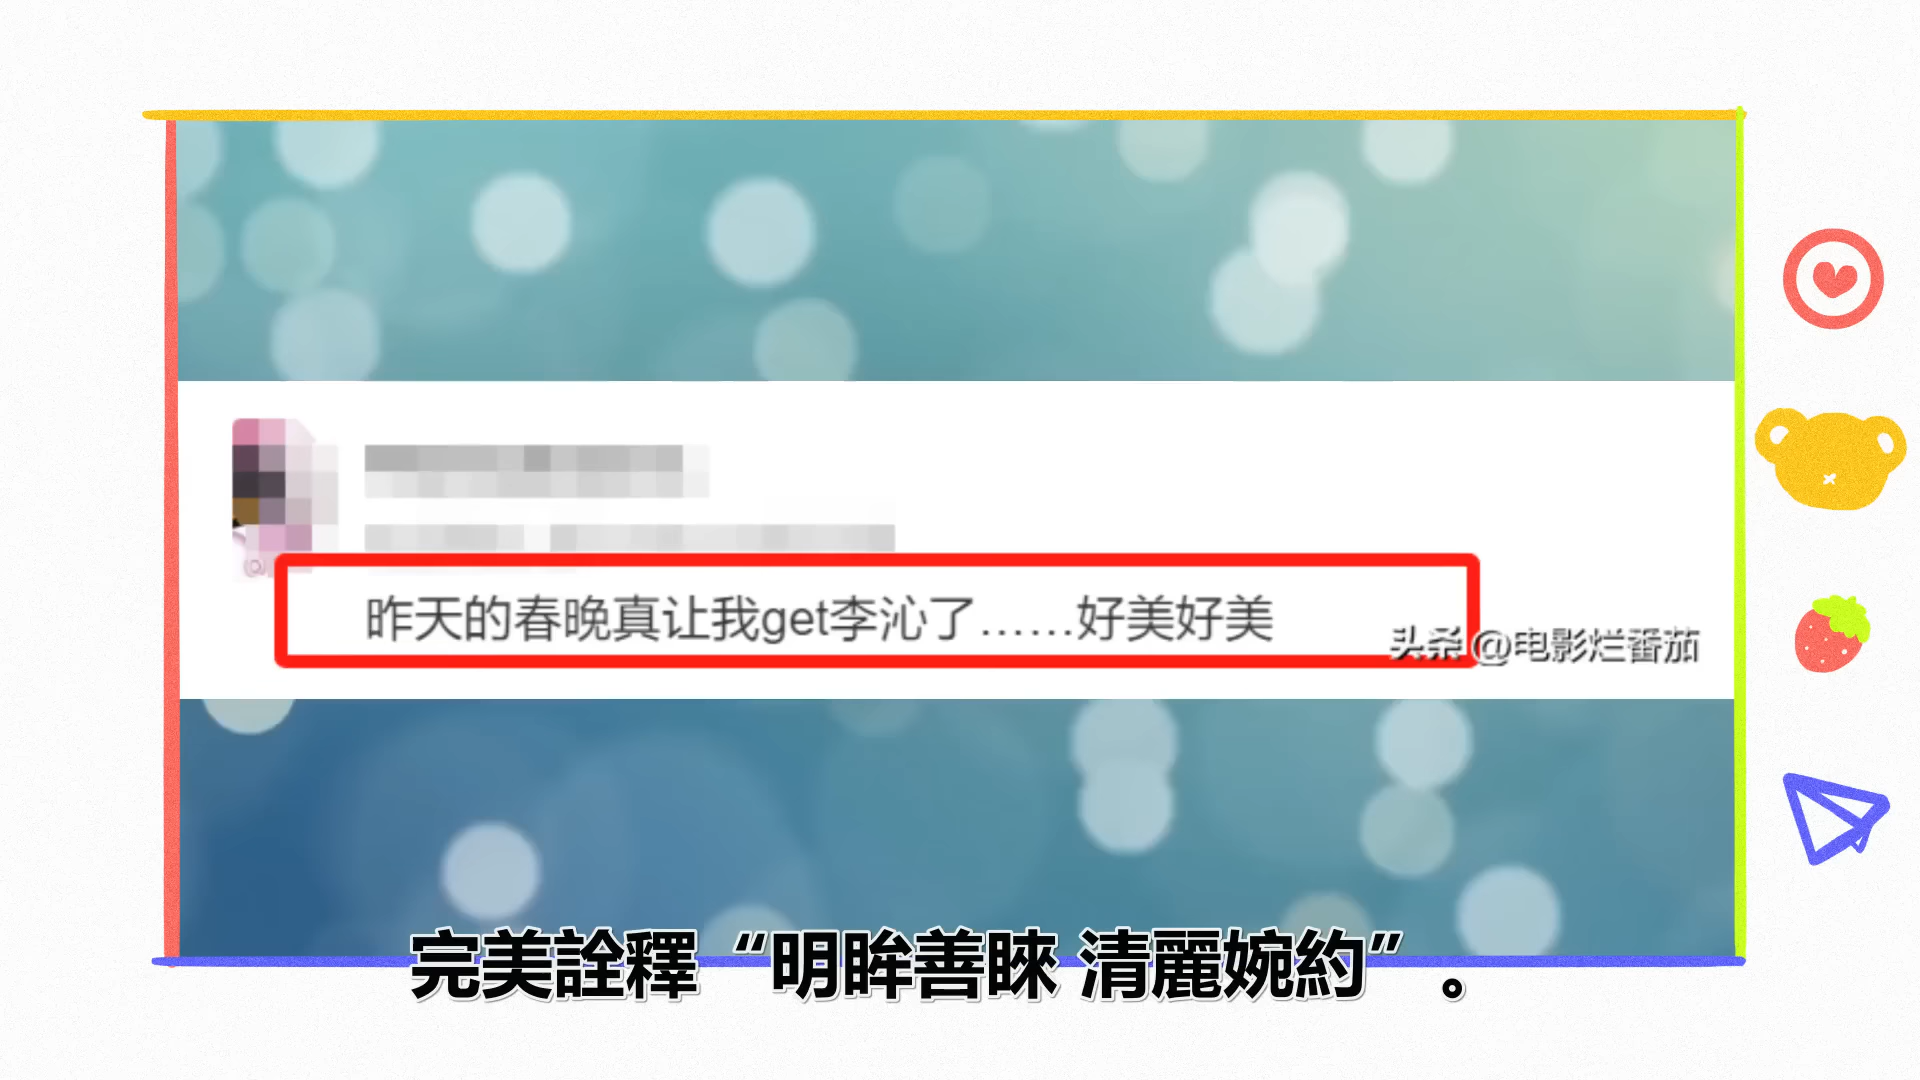 昨天的春晚真让我get李沁了……好美好美
头条 @电影烂番茄
完美詮釋“明眸善睞 清麗婉約”。